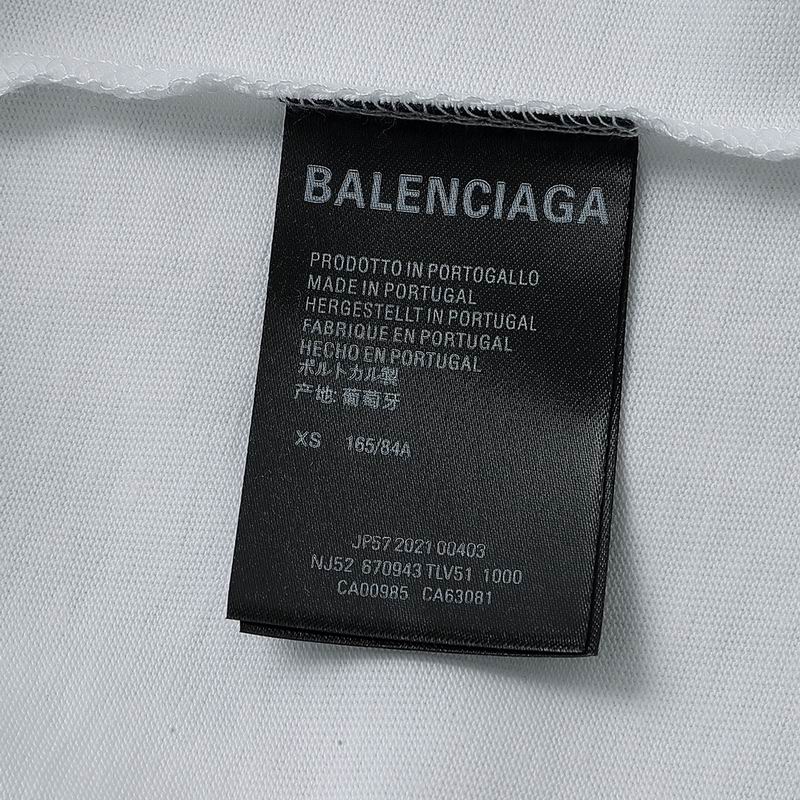 BALENCIAGA
PRODOTTO IN PORTOGALLO
MADE IN PORTUGAL
HERGESTELLT IN PORTUGAL
FABRIQUE EN PORTUGAL
HECHO EN PORTUGAL
ポルトカル製
产地: 葡萄牙
XS 165/84A
JP57 2021 00403
NJ52 670943 TLV51 1000
CA00985 CA63081